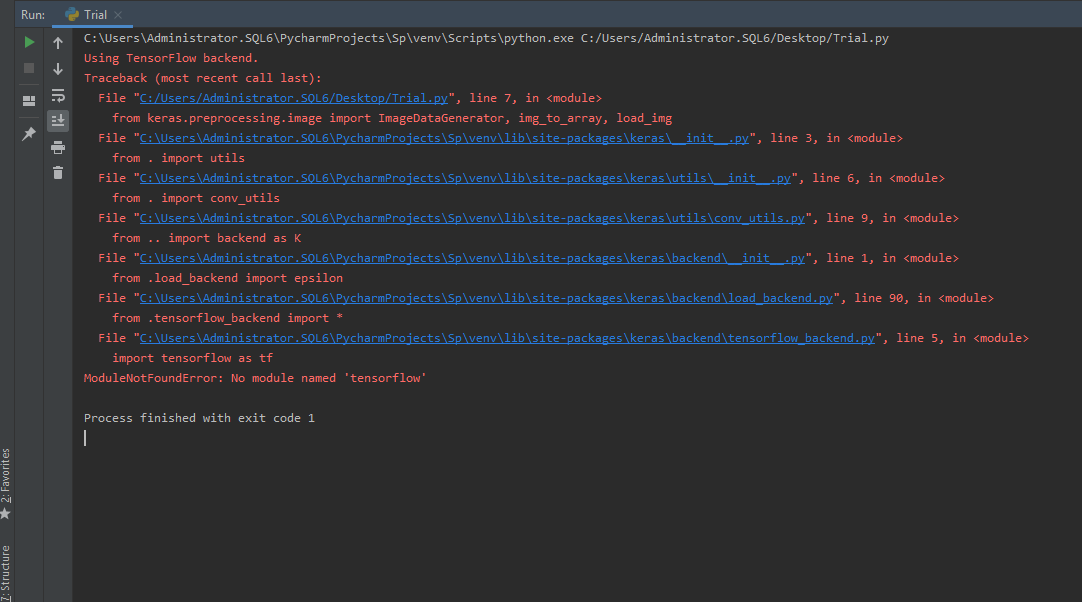 Run: Trial
C:\Users\Administrator.SQL6\PycharmProjects\Sp\venv\Scripts\python.exe C:/Users/Administrator.SQL6/Desktop/Trial.py
Using TensorFlow backend.
Traceback (most recent call last):
  File "C:/Users/Administrator.SQL6/Desktop/Trial.py", line 7, in <module>
    from keras.preprocessing.image import ImageDataGenerator, img_to_array, load_img
  File "C:\Users\Administrator.SQL6\PycharmProjects\Sp\venv\lib\site-packages\keras\__init__.py", line 3, in <module>
    from . import utils
  File "C:\Users\Administrator.SQL6\PycharmProjects\Sp\venv\lib\site-packages\keras\utils\__init__.py", line 6, in <module>
    from . import conv_utils
  File "C:\Users\Administrator.SQL6\PycharmProjects\Sp\venv\lib\site-packages\keras\utils\conv_utils.py", line 9, in <module>
    from .. import backend as K
  File "C:\Users\Administrator.SQL6\PycharmProjects\Sp\venv\lib\site-packages\keras\backend\__init__.py", line 1, in <module>
    from .load_backend import epsilon
  File "C:\Users\Administrator.SQL6\PycharmProjects\Sp\venv\lib\site-packages\keras\backend\load_backend.py", line 90, in <module>
    from .tensorflow_backend import *
  File "C:\Users\Administrator.SQL6\PycharmProjects\Sp\venv\lib\site-packages\keras\backend\tensorflow_backend.py", line 5, in <module>
    import tensorflow as tf
ModuleNotFoundError: No module named 'tensorflow'
Process finished with exit code 1
2: Favorites
7: Structure